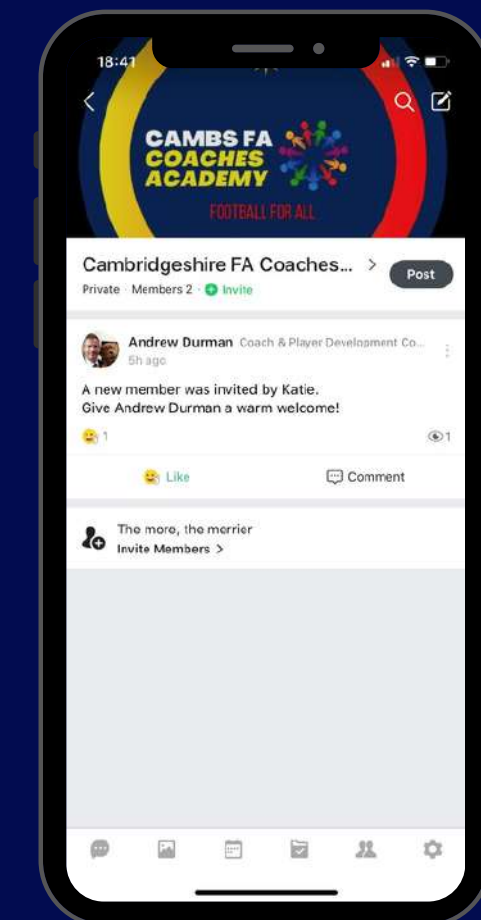 18:41
CAMBS FA
COACHES
ACADEMY
FOOTBALL FOR ALL
Cambridgeshire FA Coaches... >
Post
Private · Members 2 · Invite
Andrew Durman Coach & Player Development Co...
5h ago
A new member was invited by Katie.
Give Andrew Durman a warm welcome!
1
1
Like
Comment
The more, the merrier
Invite Members >